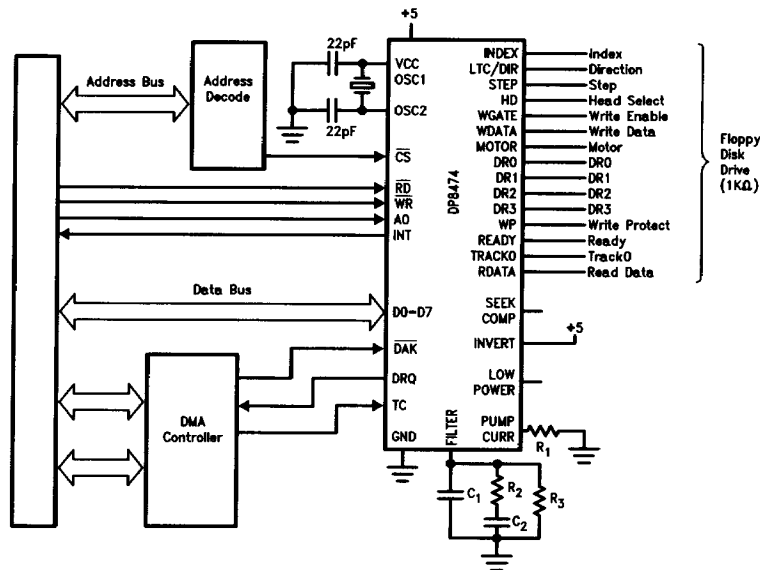 +5
22pF
22pF
Address Bus
Address
Decode
VCC
OSC1
OSC2
CS
RD
WR
A0
INT
Data Bus
D0-D7
DMA
Controller
DAK
DRQ
TC
GND
DP8474
FILTER
INDEX
LTC/DIR
STEP
HD
WGATE
WDATA
MOTOR
DR0
DR1
DR2
DR3
WP
READY
TRACK0
RDATA
SEEK
COMP
INVERT
LOW
POWER
PUMP
CURR
Index
Direction
Step
Head Select
Write Enable
Write Data
Motor
DR0
DR1
DR2
DR3
Write Protect
Ready
Track0
Read Data
+5
Floppy
Disk
Drive
(1KΩ)
R1
C1
R2
C2
R3